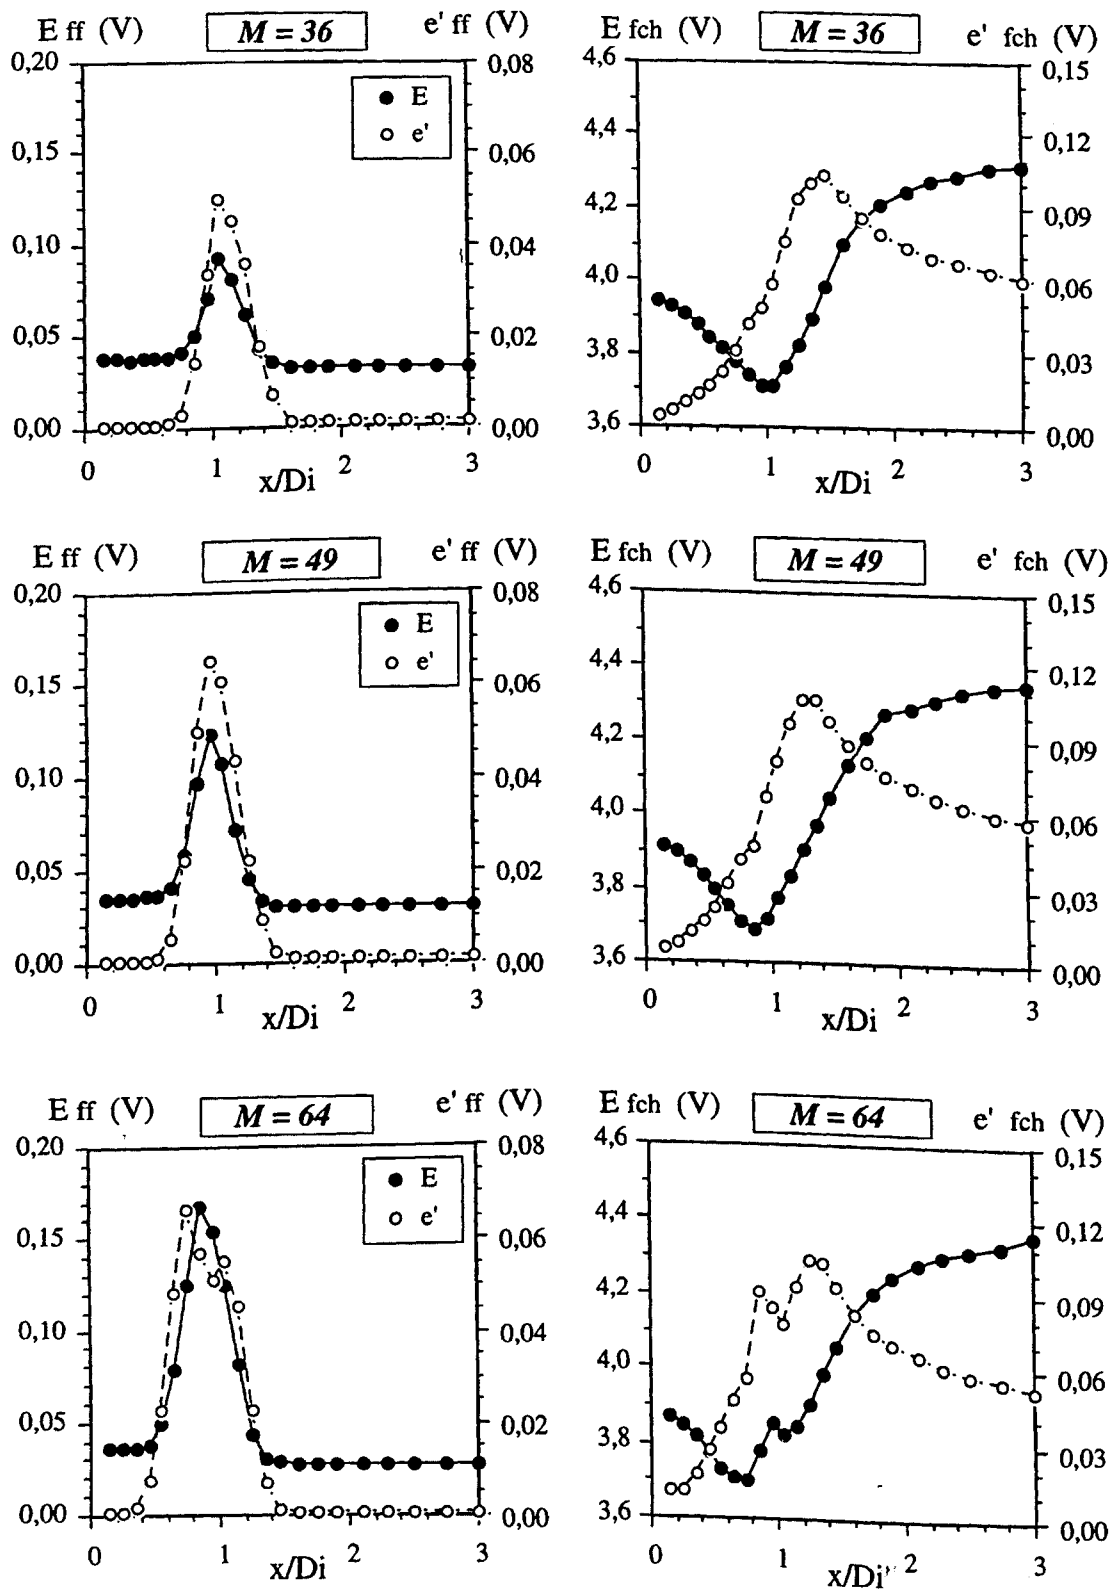 E ff (V) M = 36 e' ff (V)
0,20 0,08
E
e'
0,15 0,06
0,10 0,04
0,05 0,02
0,00 0,00
0 1 2 3
x/Di
E fch (V) M = 36 e' fch (V)
4,6 0,15
4,4 0,12
4,2 0,09
4,0 0,06
3,8 0,03
3,6 0,00
0 1 2 3
x/Di
E ff (V) M = 49 e' ff (V)
0,20 0,08
E
e'
0,15 0,06
0,10 0,04
0,05 0,02
0,00 0,00
0 1 2 3
x/Di
E fch (V) M = 49 e' fch (V)
4,6 0,15
4,4 0,12
4,2 0,09
4,0 0,06
3,8 0,03
3,6 0,00
0 1 2 3
x/Di
E ff (V) M = 64 e' ff (V)
0,20 0,08
E
e'
0,15 0,06
0,10 0,04
0,05 0,02
0,00 0,00
0 1 2 3
x/Di
E fch (V) M = 64 e' fch (V)
4,6 0,15
4,4 0,12
4,2 0,09
4,0 0,06
3,8 0,03
3,6 0,00
0 1 2 3
x/Di